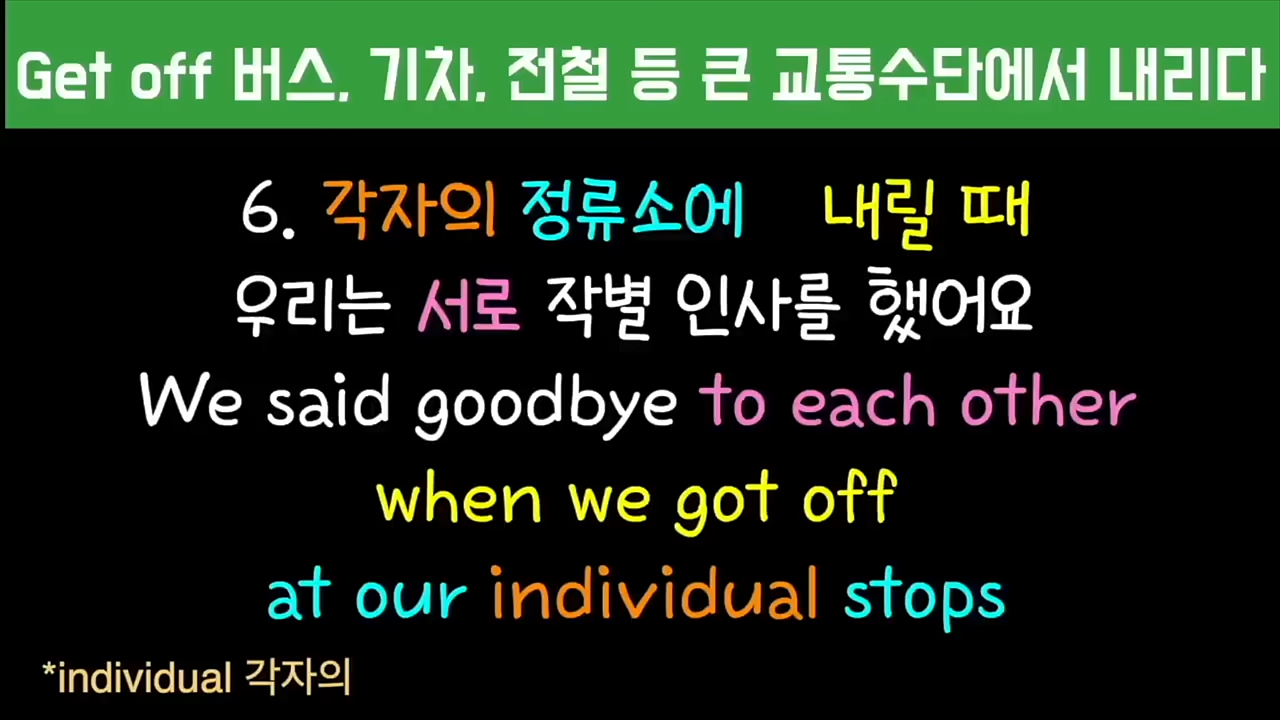 Get off 버스, 기차, 전철 등 큰 교통수단에서 내리다
6. 각자의 정류소에 내릴 때
우리는 서로 작별 인사를 했어요
We said goodbye to each other
when we got off
at our individual stops
*individual 각자의